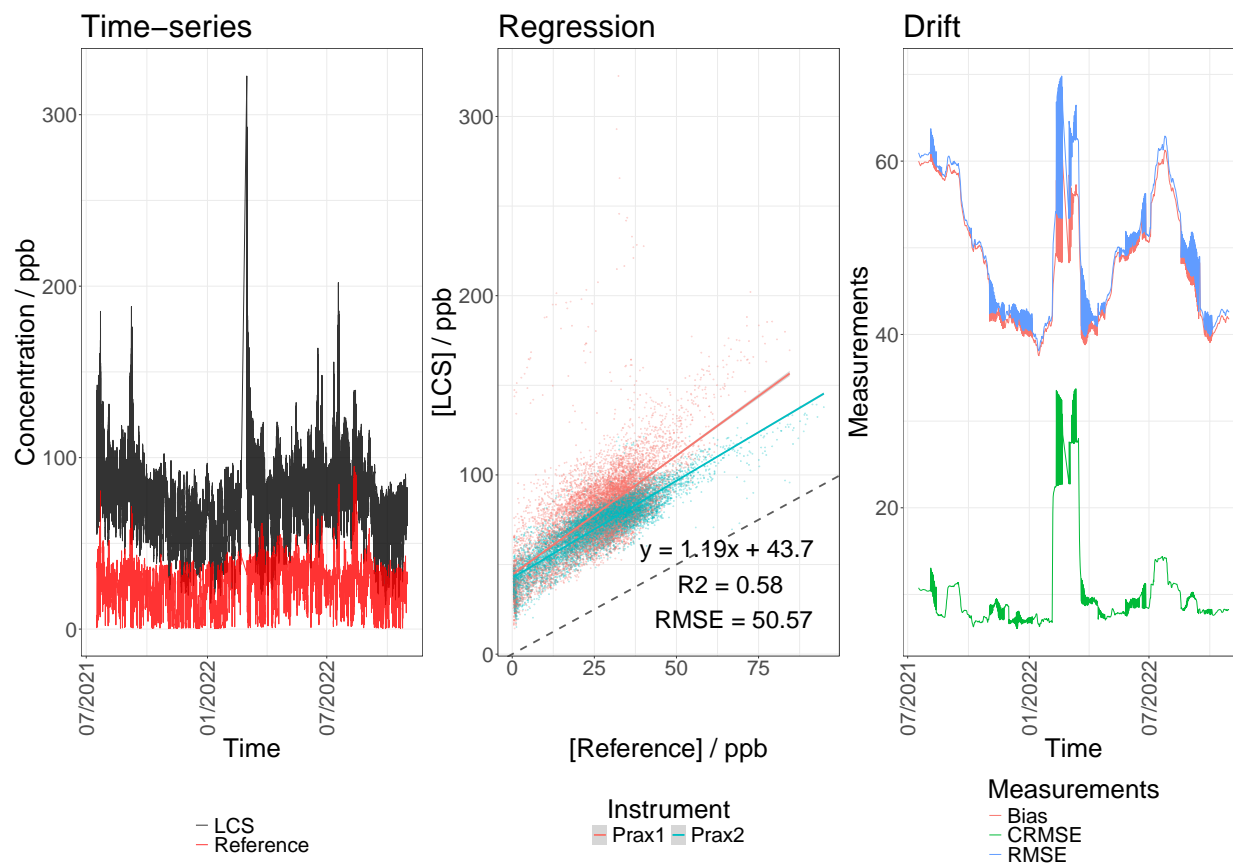 Time−series
Concentration / ppb
300
200
100
0
07/2021
01/2022
07/2022
Time
LCS
Reference
Regression
[LCS] / ppb
300
200
100
0
y = 1.19x + 43.7
R2 = 0.58
RMSE = 50.57
0 25 50 75
[Reference] / ppb
Instrument
Prax1 Prax2
Drift
Measurements
60
40
20
07/2021
01/2022
07/2022
Time
Measurements
Bias
CRMSE
RMSE